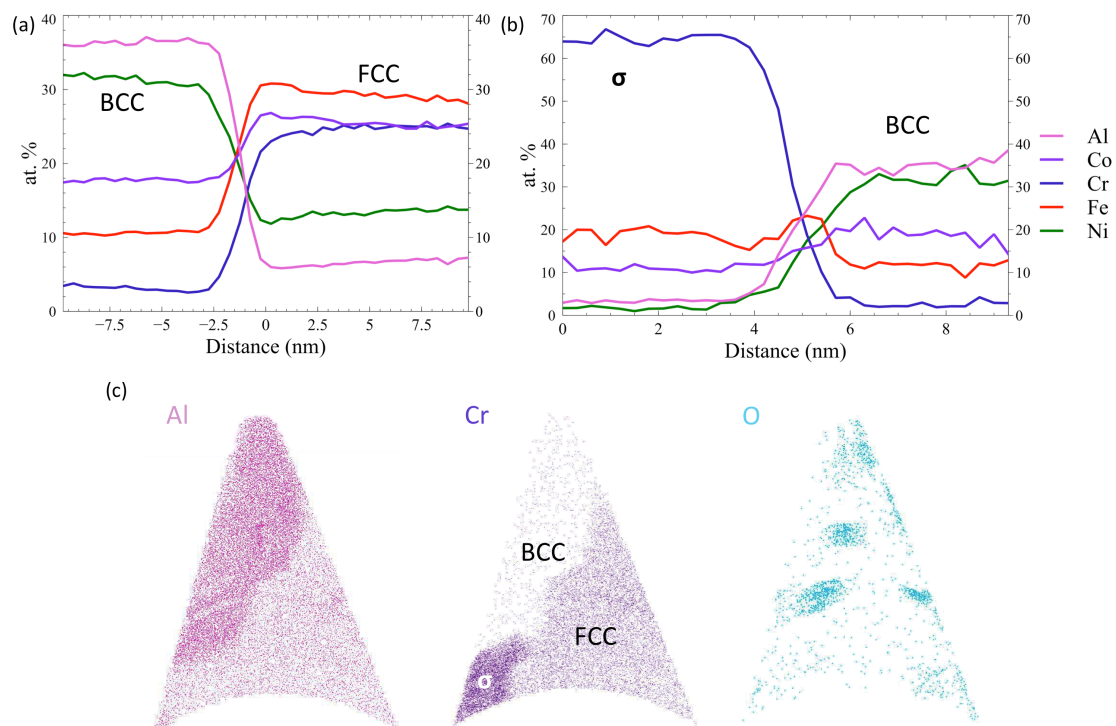 (a)
40
30
20
10
0
at. %
BCC
FCC
40
30
20
10
0
−7.5 −5 −2.5 0 2.5 5 7.5
Distance (nm)
(b)
70
60
50
40
30
20
10
0
at. %
σ
BCC
70
60
50
40
30
20
10
0
0 2 4 6 8
Distance (nm)
Al
Co
Cr
Fe
Ni
(c)
Al Cr O
BCC
FCC
σ